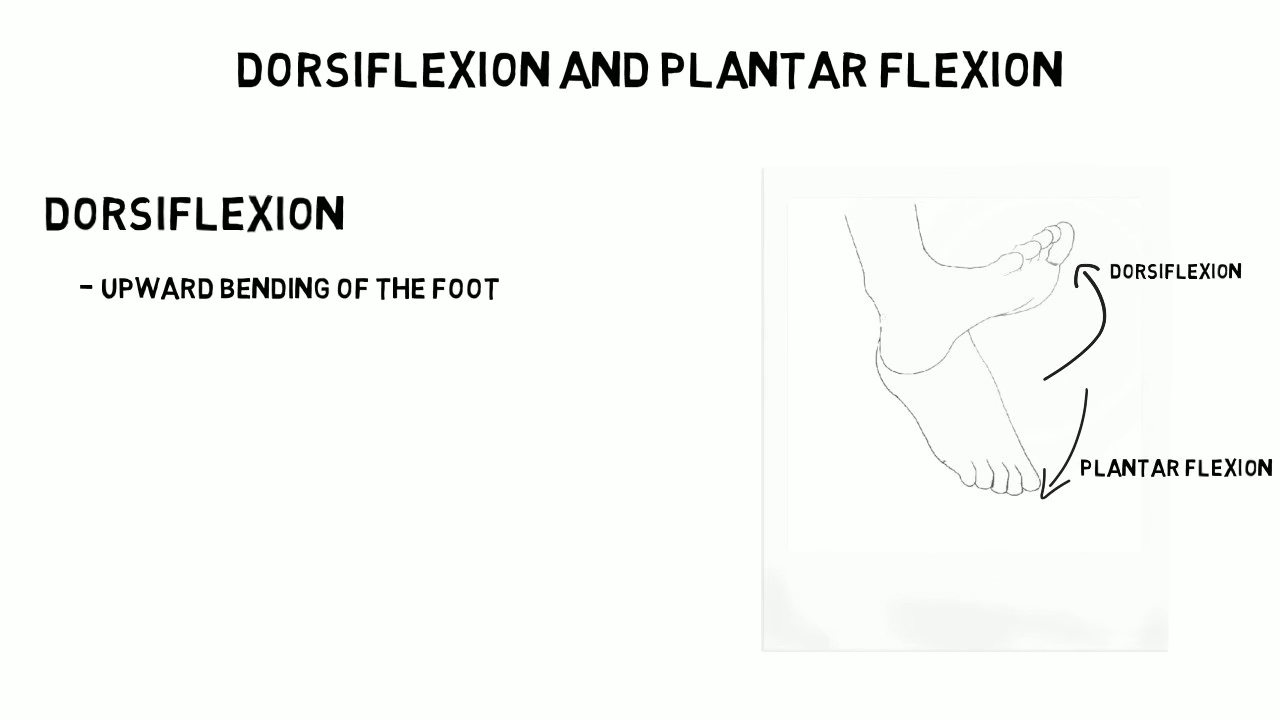 DORSIFLEXION AND PLANTAR FLEXION
DORSIFLEXION
- UPWARD BENDING OF THE FOOT
DORSIFLEXION
PLANTAR FLEXION